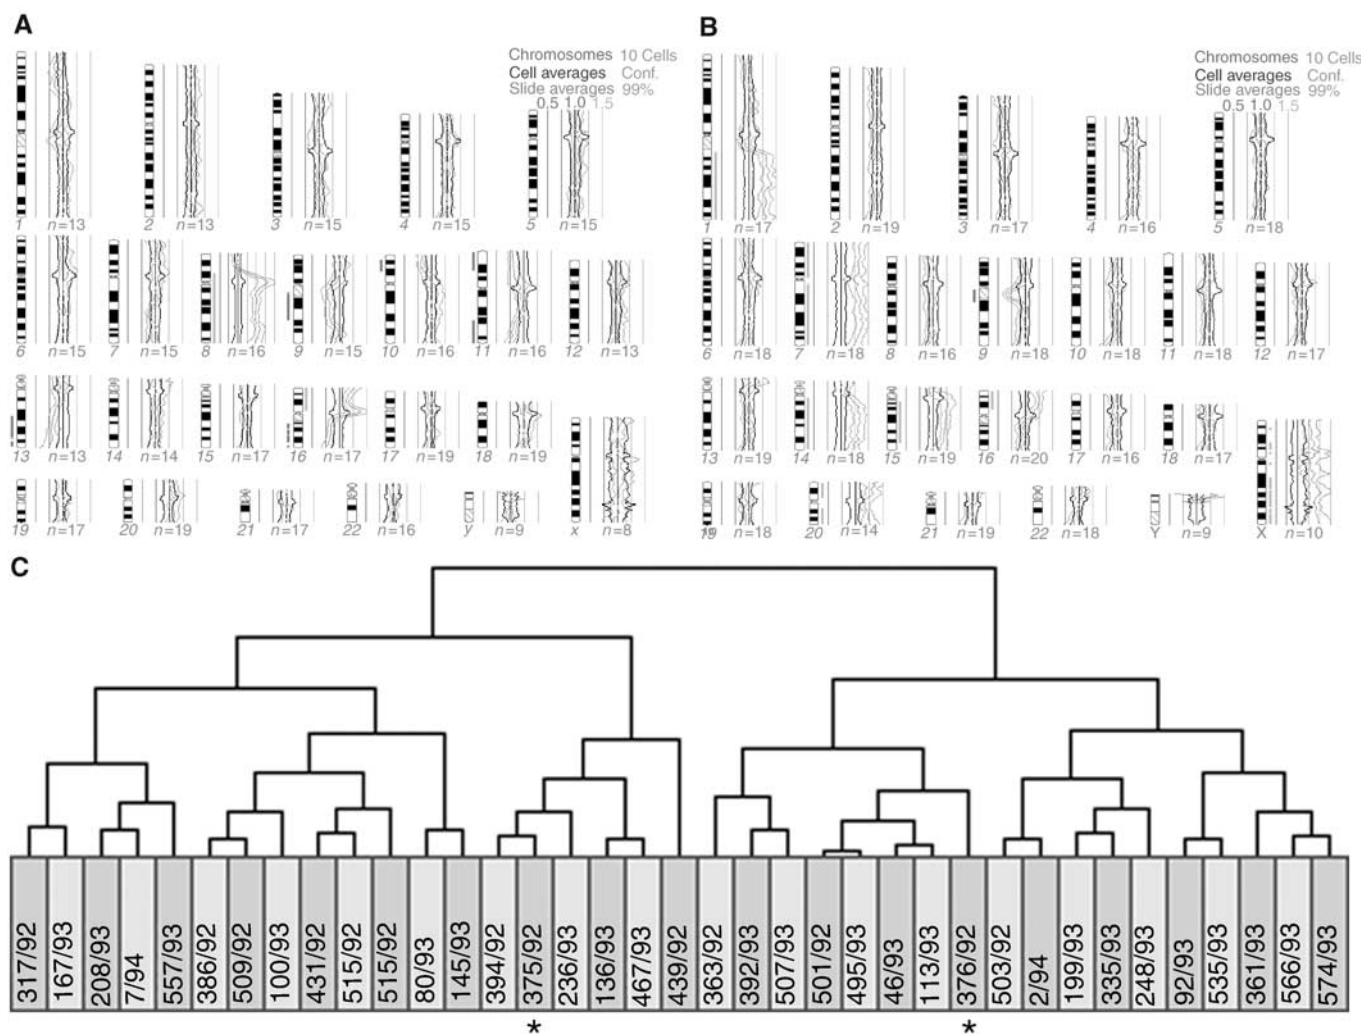 A
Chromosomes 10 Cells
Cell averages Conf.
Slide averages 99%
0.5 1.0 1.5
1 n=13
2 n=13
3 n=15
4 n=15
5 n=15
6 n=15
7 n=15
8 n=16
9 n=15
10 n=16
11 n=16
12 n=13
13 n=13
14 n=14
15 n=17
16 n=17
17 n=19
18 n=19
19 n=17
20 n=19
21 n=17
22 n=16
y n=9
x n=8
B
Chromosomes 10 Cells
Cell averages Conf.
Slide averages 99%
0.5 1.0 1.5
1 n=17
2 n=19
3 n=17
4 n=16
5 n=18
6 n=18
7 n=18
8 n=16
9 n=18
10 n=18
11 n=18
12 n=17
13 n=19
14 n=18
15 n=19
16 n=20
17 n=16
18 n=17
19 n=18
20 n=14
21 n=19
22 n=18
Y n=9
X n=10
C
317/92
167/93
208/93
7/94
557/93
386/92
509/92
100/93
431/92
515/92
515/92
80/93
145/93
394/92
375/92
236/93
136/93
467/93
439/92
363/92
392/93
507/93
501/92
495/93
46/93
113/93
376/92
503/92
2/94
199/93
335/93
248/93
92/93
535/93
361/93
566/93
574/93
* *